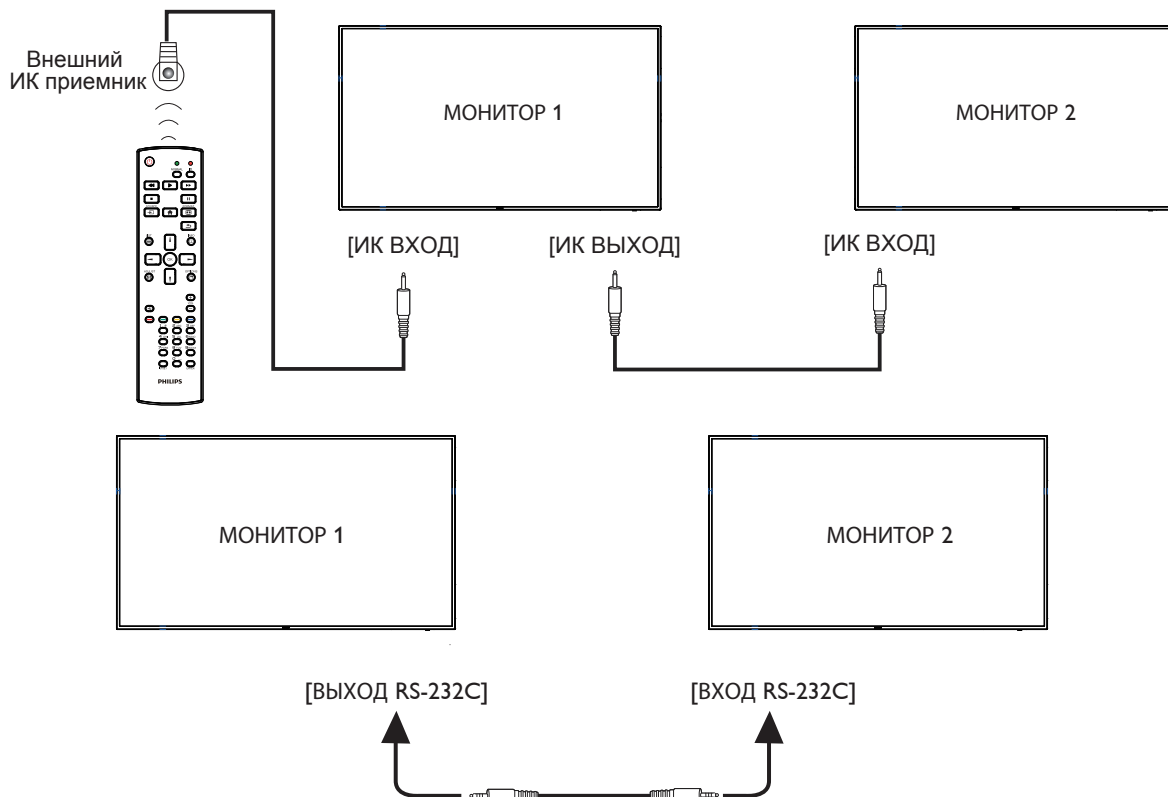 Внешний
ИК приемник
МОНИТОР 1
МОНИТОР 2
[ИК ВХОД]
[ИК ВЫХОД]
[ИК ВХОД]
PHILIPS
МОНИТОР 1
МОНИТОР 2
[ВЫХОД RS-232C]
[ВХОД RS-232C]